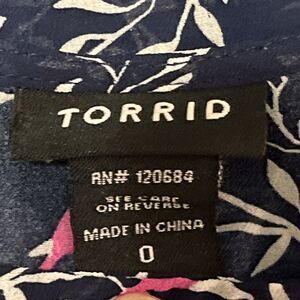 TORRID
RN# 120684
SEE CARE
ON REVERSE
MADE IN CHINA
0